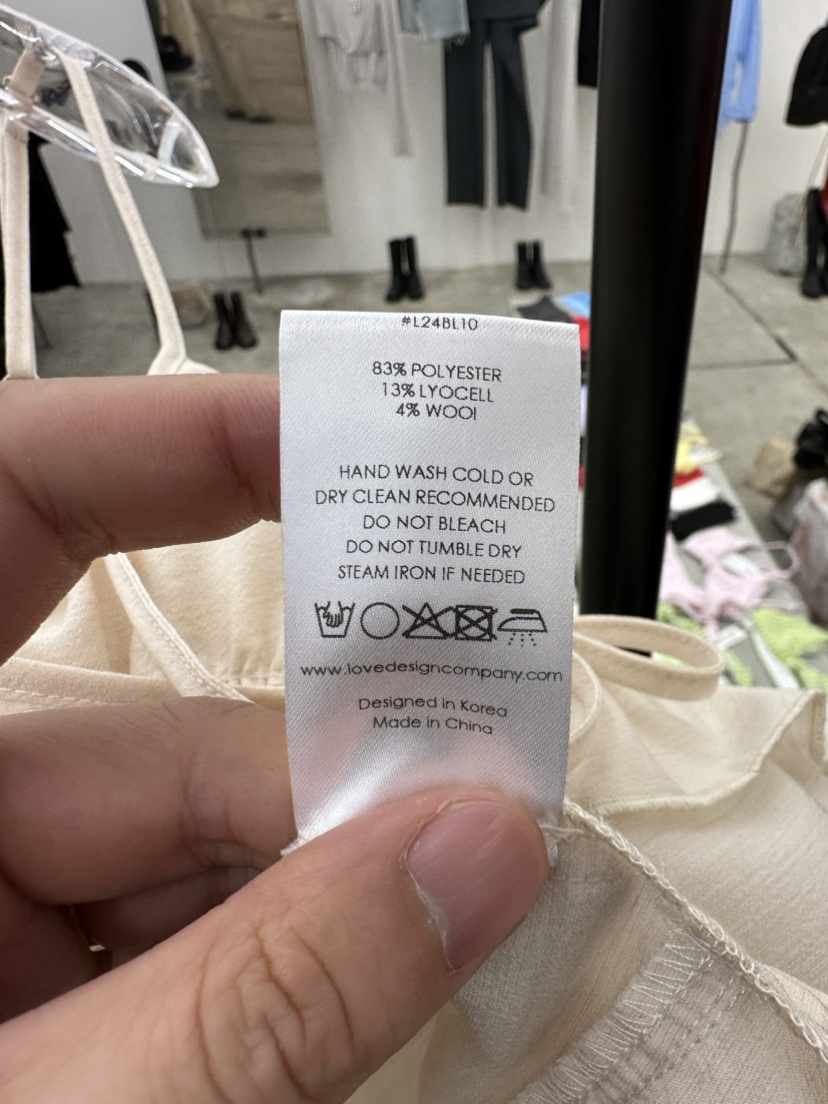 #L24BL10
83% POLYESTER
13% LYOCELL
4% WOOL
HAND WASH COLD OR
DRY CLEAN RECOMMENDED
DO NOT BLEACH
DO NOT TUMBLE DRY
STEAM IRON IF NEEDED
www.lovedesigncompany.com
Designed in Korea
Made in China